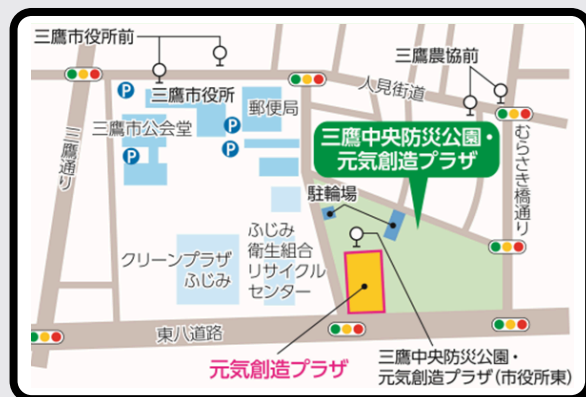 三鷹市役所前
三鷹農協前
人見街道
P
三鷹市役所
郵便局
三鷹市公会堂
P
P
三鷹通り
三鷹中央防災公園・
元気創造プラザ
むらさき橋通り
駐輪場
ふじみ
衛生組合
リサイクル
センター
クリーンプラザ
ふじみ
東八道路
元気創造プラザ
三鷹中央防災公園・
元気創造プラザ(市役所東)